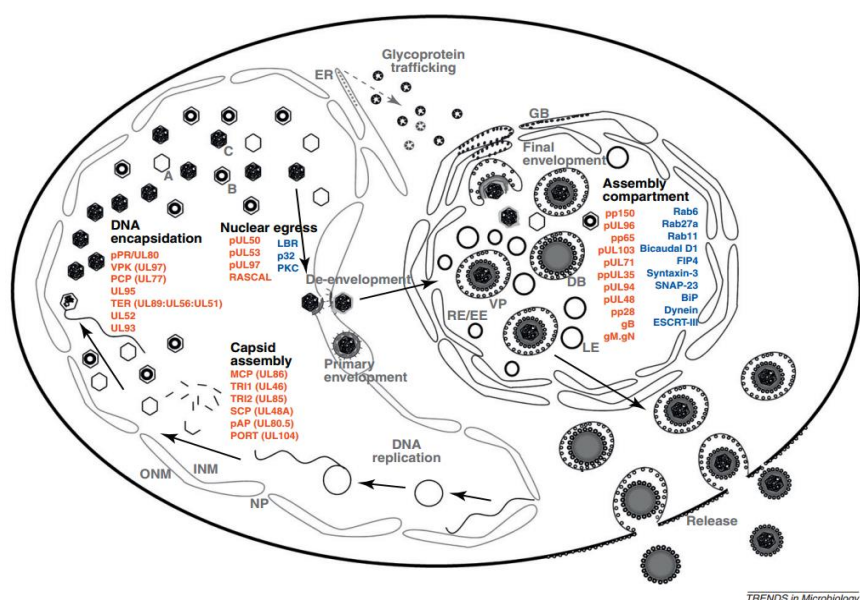 Glycoprotein
trafficking
ER
GB
Final
envelopment
C
A
B
Assembly
compartment
pp150
pUL96
pp65
pUL103
pUL71
ppUL35
pUL94
pUL48
pp28
gB
gM.gN
Rab6
Rab27a
Rab11
Bicaudal D1
FIP4
Syntaxin-3
SNAP-23
BiP
Dynein
ESCRT-III
DNA
encapsidation
pPR/UL80
VPK (UL97)
PCP (UL77)
UL95
TER (UL89:UL56:UL51)
UL52
UL93
Nuclear egress
pUL50
pUL53
pUL97
RASCAL
LBR
p32
PKC
De-envelopment
DB
VP
RE/EE
LE
Primary
envelopment
Capsid
assembly
MCP (UL86)
TRI1 (UL46)
TRI2 (UL85)
SCP (UL48A)
pAP (UL80.5)
PORT (UL104)
DNA
replication
ONM
INM
NP
Release
TRENDS in Microbiology